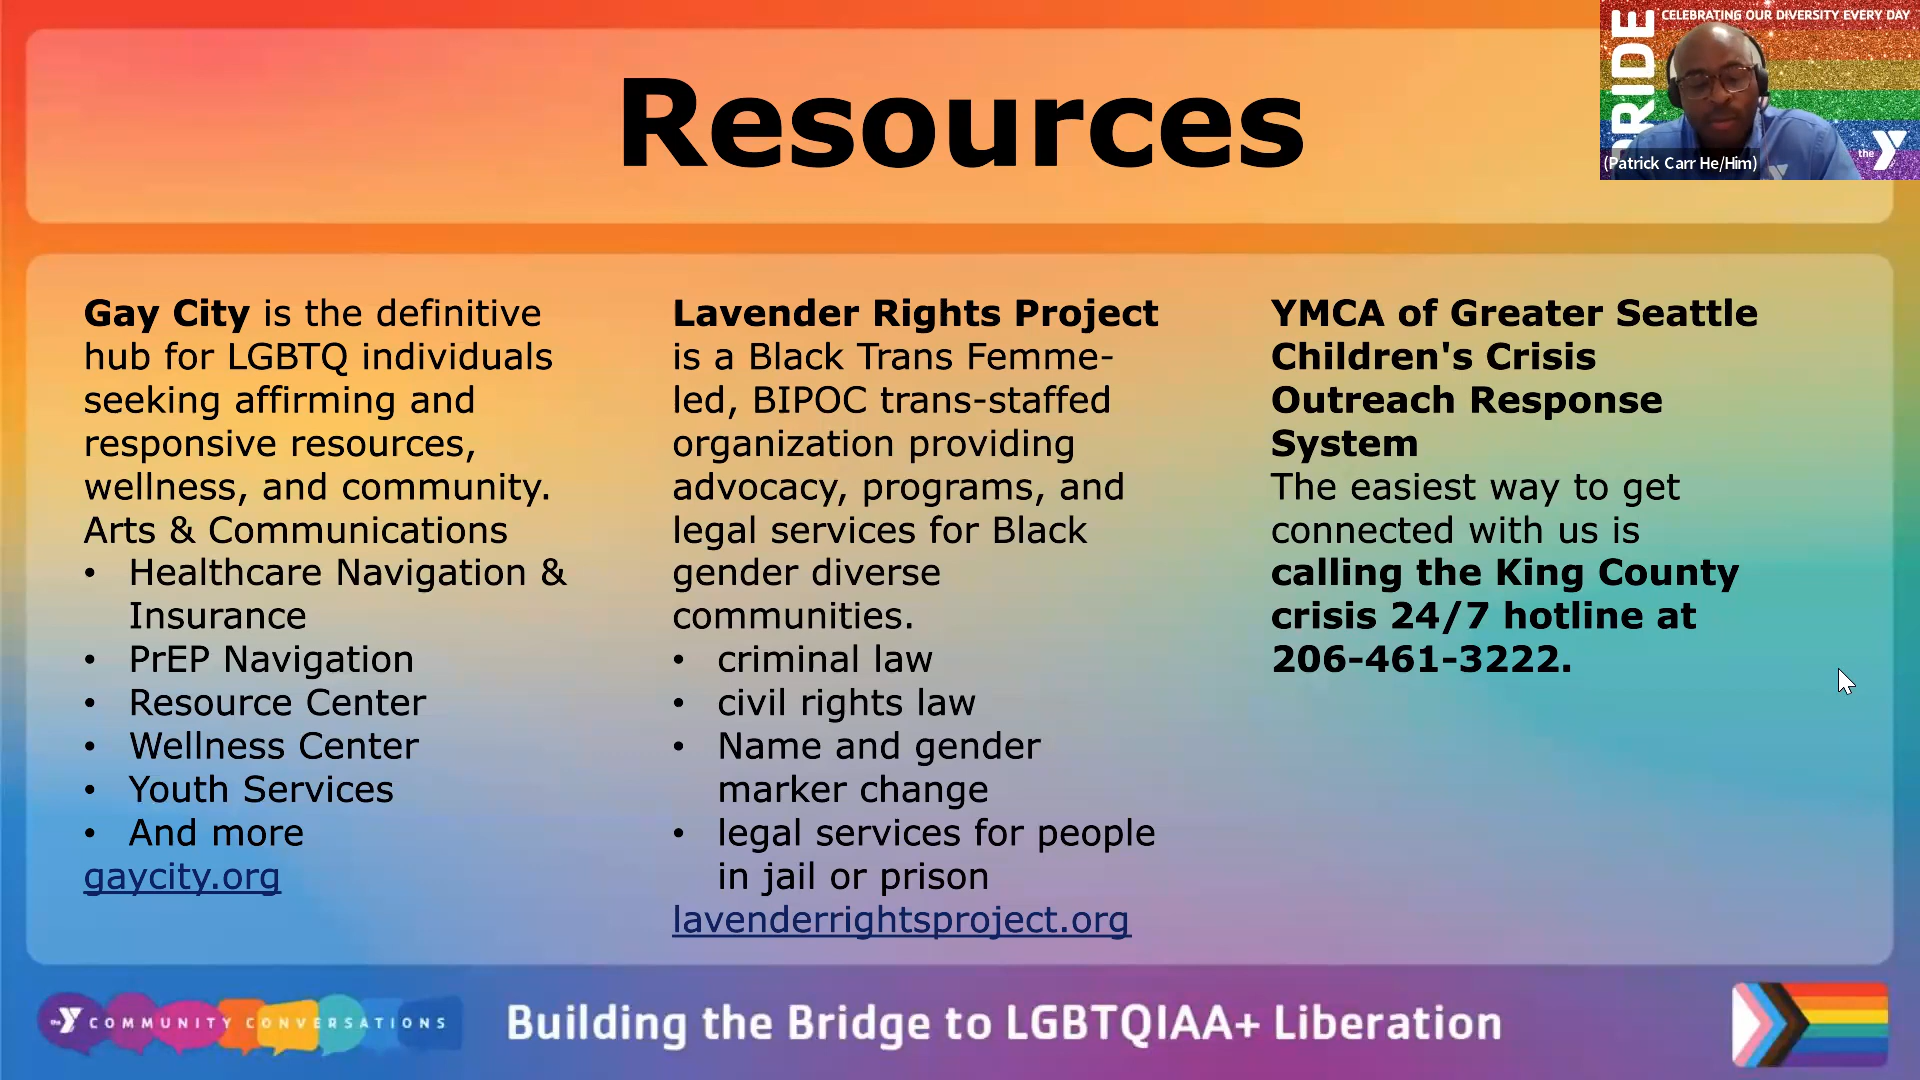 Resources
CELEBRATING OUR DIVERSITY EVERY DAY
RIDE
(Patrick Carr He/Him)
the Y
Gay City is the definitive
hub for LGBTQ individuals
seeking affirming and
responsive resources,
wellness, and community.
Arts & Communications
• Healthcare Navigation &
Insurance
• PrEP Navigation
• Resource Center
• Wellness Center
• Youth Services
• And more
gaycity.org
Lavender Rights Project
is a Black Trans Femme-
led, BIPOC trans-staffed
organization providing
advocacy, programs, and
legal services for Black
gender diverse
communities.
• criminal law
• civil rights law
• Name and gender
marker change
• legal services for people
in jail or prison
lavenderrightsproject.org
YMCA of Greater Seattle
Children's Crisis
Outreach Response
System
The easiest way to get
connected with us is
calling the King County
crisis 24/7 hotline at
206-461-3222.
the Y COMMUNITY CONVERSATIONS
Building the Bridge to LGBTQIAA+ Liberation